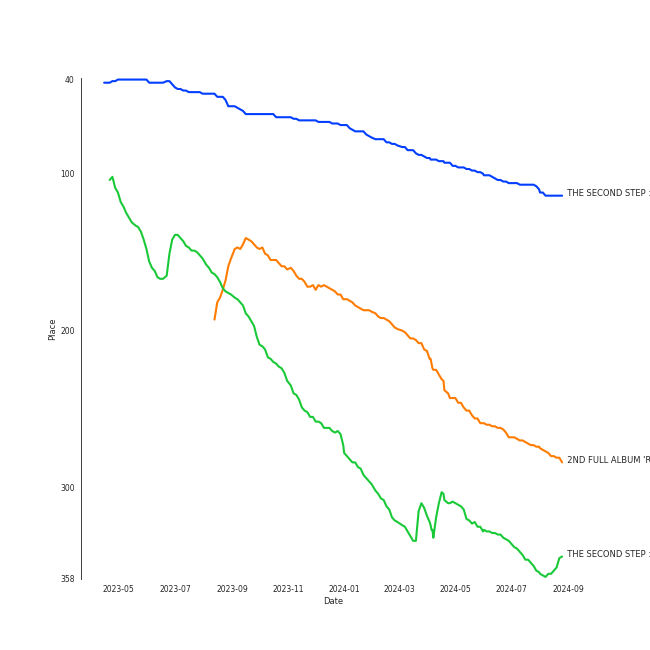 40
100
THE SECOND STEP :
Place
200
2ND FULL ALBUM 'R
300
THE SECOND STEP :
358
2023-05 2023-07 2023-09 2023-11 2024-01 2024-03 2024-05 2024-07 2024-09
Date